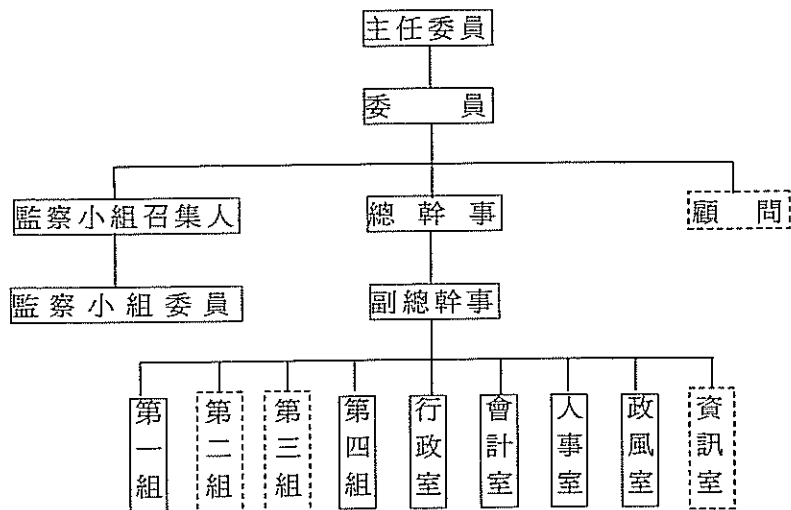 主任委員
委員
監察小組召集人
總幹事
顧問
監察小組委員
副總幹事
第一組
第二組
第三組
第四組
行政室
會計室
人事室
政風室
資訊室